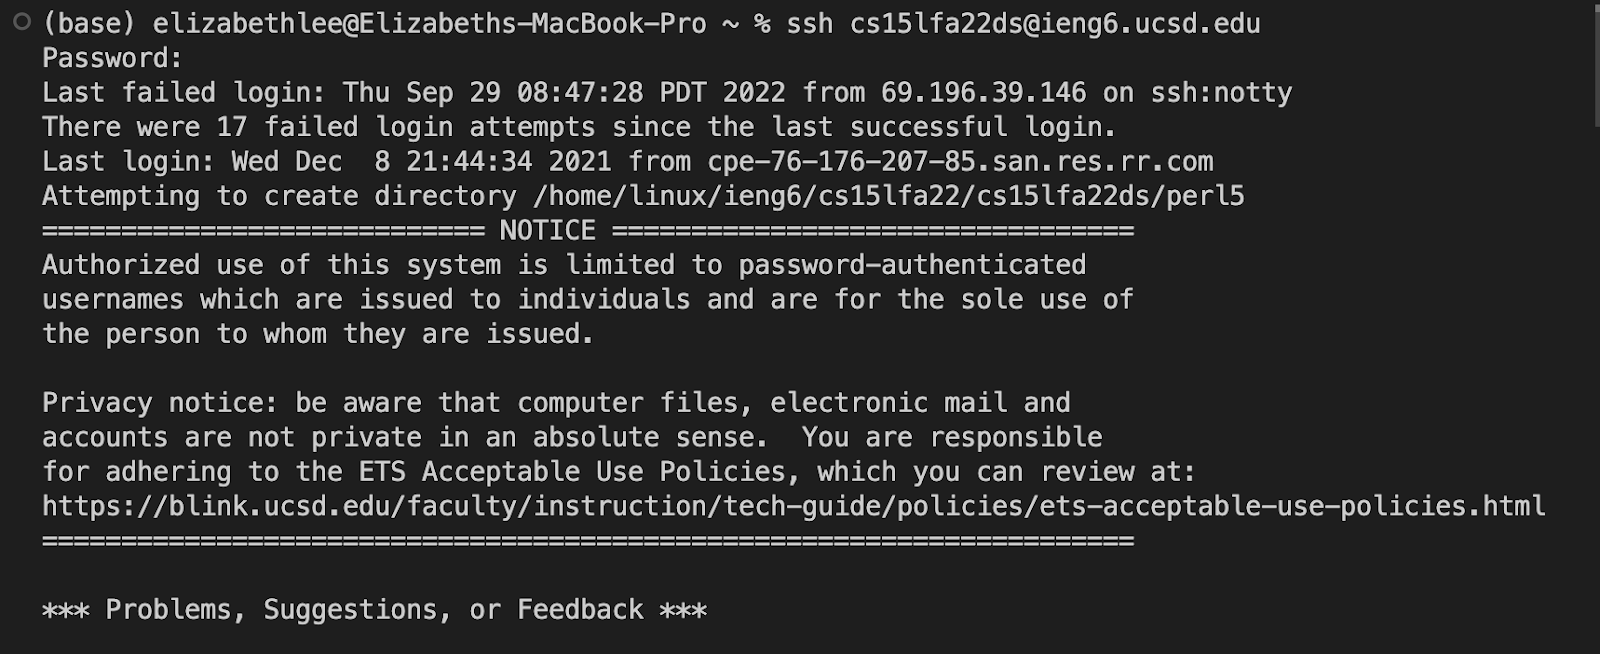 (base) elizabethlee@Elizabeths-MacBook-Pro ~ % ssh cs15lfa22ds@ieng6.ucsd.edu
Password:
Last failed login: Thu Sep 29 08:47:28 PDT 2022 from 69.196.39.146 on ssh:notty
There were 17 failed login attempts since the last successful login.
Last login: Wed Dec  8 21:44:34 2021 from cpe-76-176-207-85.san.res.rr.com
Attempting to create directory /home/linux/ieng6/cs15lfa22/cs15lfa22ds/perl5
============================ NOTICE =================================
Authorized use of this system is limited to password-authenticated
usernames which are issued to individuals and are for the sole use of
the person to whom they are issued.

Privacy notice: be aware that computer files, electronic mail and
accounts are not private in an absolute sense.  You are responsible
for adhering to the ETS Acceptable Use Policies, which you can review at:
https://blink.ucsd.edu/faculty/instruction/tech-guide/policies/ets-acceptable-use-policies.html
=====================================================================

*** Problems, Suggestions, or Feedback ***